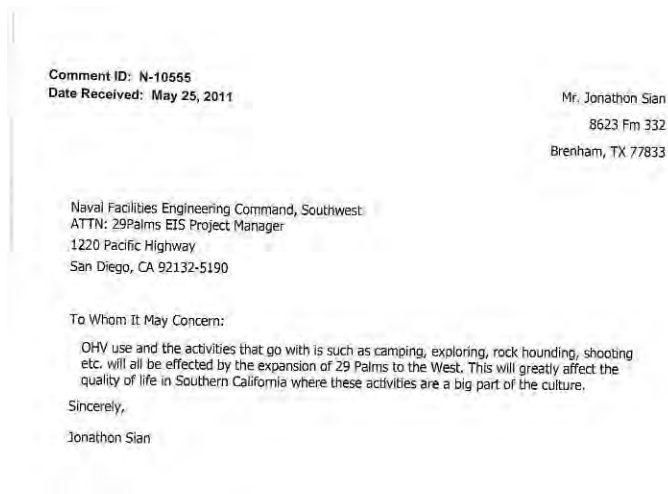 Comment ID: N-10555
Date Received: May 25, 2011
Mr. Jonathon Sian
8623 Fm 332
Brenham, TX 77833
Naval Facilities Engineering Command, Southwest
ATTN: 29Palms EIS Project Manager
1220 Pacific Highway
San Diego, CA 92132-5190
To Whom It May Concern:
OHV use and the activities that go with is such as camping, exploring, rock hounding, shooting
etc. will all be effected by the expansion of 29 Palms to the West. This will greatly affect the
quality of life in Southern California where these activities are a big part of the culture.
Sincerely,
Jonathon Sian